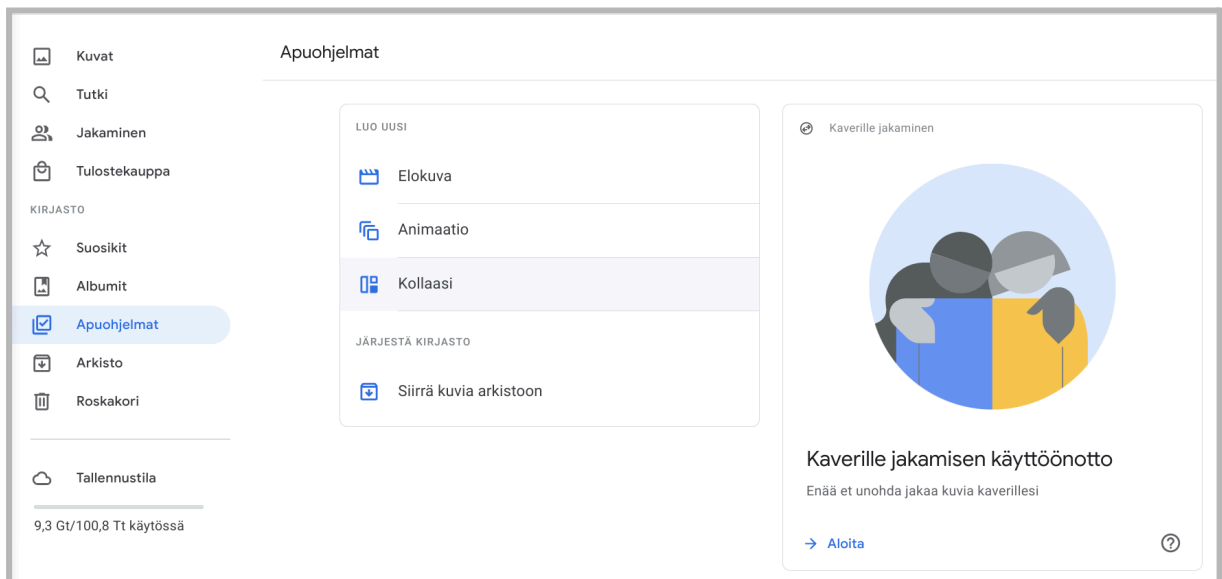 Kuvat
Tutki
Jakaminen
Tulostekauppa
KIRJASTO
Suosikit
Albumit
Apuohjelmat
Arkisto
Roskakori
Tallennustila
9,3 Gt/100,8 Tt käytössä
Apuohjelmat
LUO UUSI
Elokuva
Animaatio
Kollaasi
JÄRJESTÄ KIRJASTO
Siirrä kuvia arkistoon
Kaverille jakaminen
Kaverille jakamisen käyttöönotto
Enää et unohda jakaa kuvia kaverillesi
Aloita